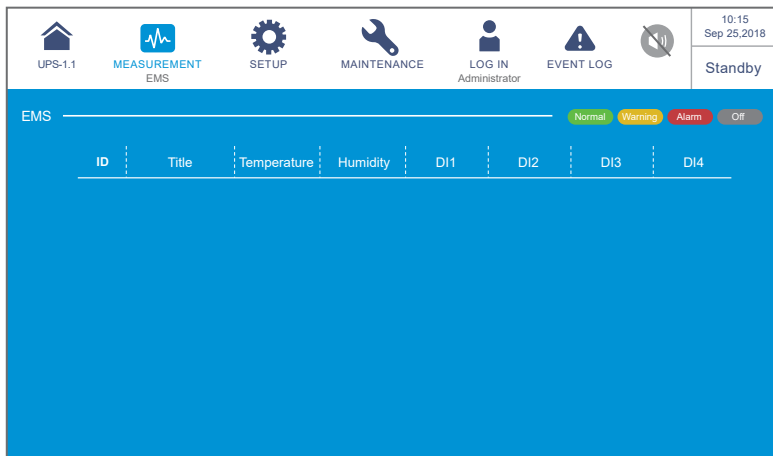 10:15
Sep 25,2018
UPS-1.1
MEASUREMENT
EMS
SETUP
MAINTENANCE
LOG IN
Administrator
EVENT LOG
Standby
EMS
Normal Warning Alarm Off
ID Title Temperature Humidity DI1 DI2 DI3 DI4